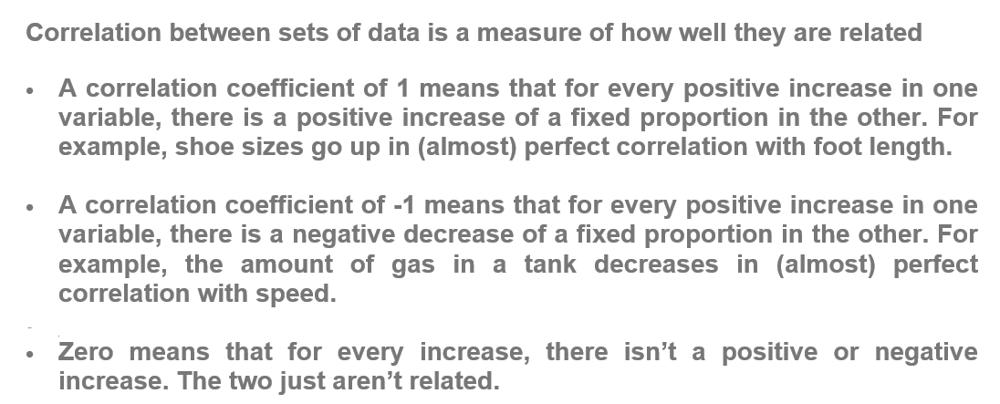 Correlation between sets of data is a measure of how well they are related
• A correlation coefficient of 1 means that for every positive increase in one
variable, there is a positive increase of a fixed proportion in the other. For
example, shoe sizes go up in (almost) perfect correlation with foot length.
• A correlation coefficient of -1 means that for every positive increase in one
variable, there is a negative decrease of a fixed proportion in the other. For
example, the amount of gas in a tank decreases in (almost) perfect
correlation with speed.
• Zero means that for every increase, there isn’t a positive or negative
increase. The two just aren’t related.